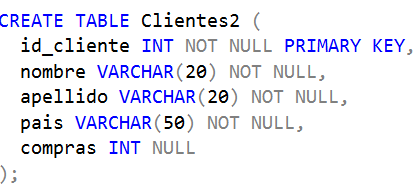 CREATE TABLE Clientes2 (
  id_cliente INT NOT NULL PRIMARY KEY,
  nombre VARCHAR(20) NOT NULL,
  apellido VARCHAR(20) NOT NULL,
  pais VARCHAR(50) NOT NULL,
  compras INT NULL
);